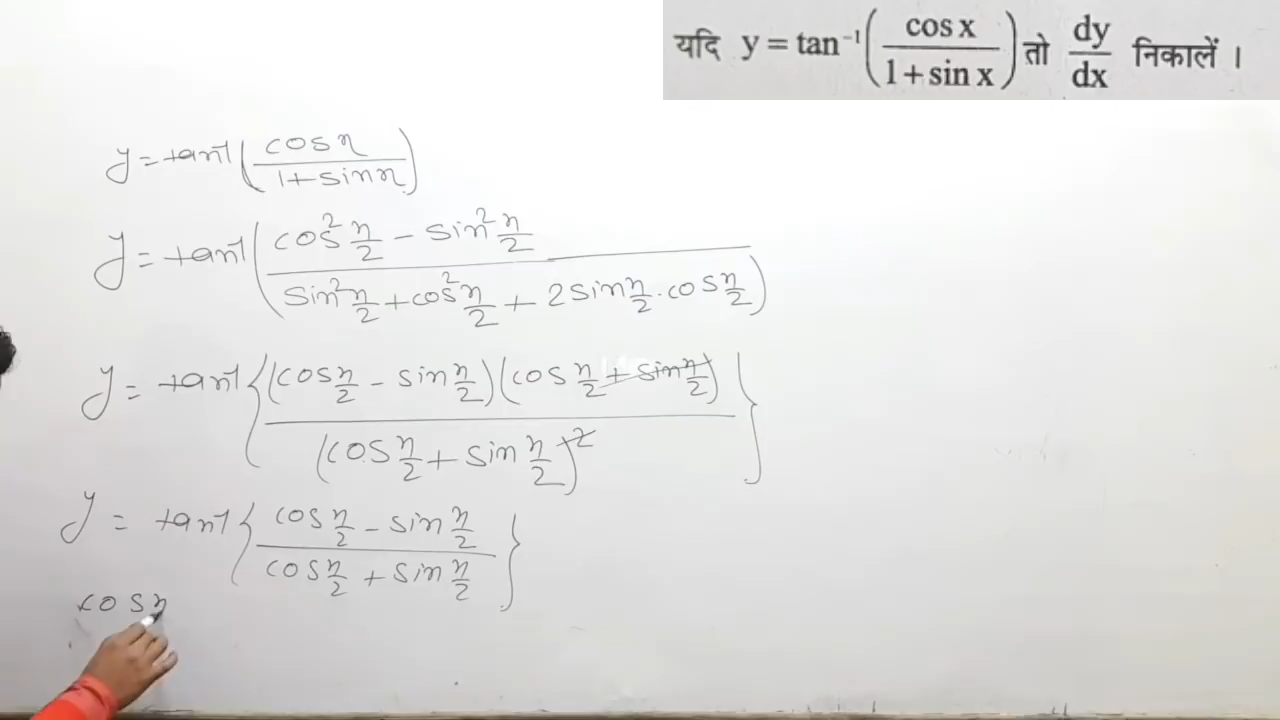 यदि y = tan⁻¹(cos x / 1 + sin x) तो dy/dx निकालें ।
y = tan⁻¹(cos x / 1 + sin x)
y = tan⁻¹(cos² x/2 − sin² x/2 / sin² x/2 + cos² x/2 + 2 sin x/2 . cos x/2)
y = tan⁻¹{(cos x/2 − sin x/2)(cos x/2 + sin x/2) / (cos x/2 + sin x/2)²}
y = tan⁻¹{cos x/2 − sin x/2 / cos x/2 + sin x/2}
cos x